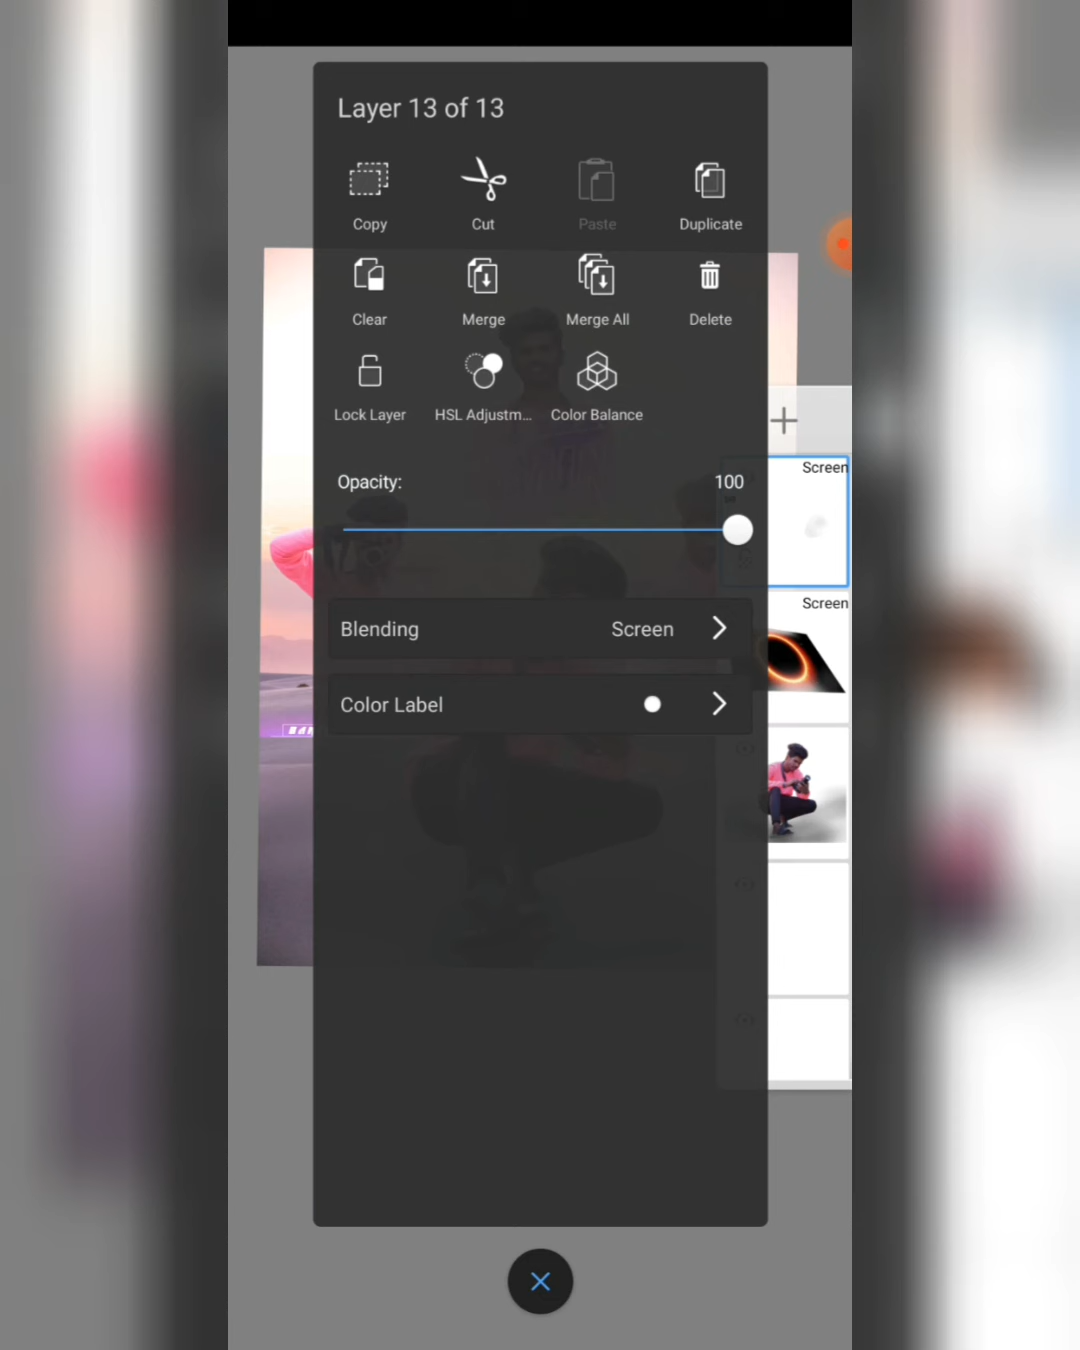 Layer 13 of 13
Copy
Cut
Paste
Duplicate
Clear
Merge
Merge All
Delete
Lock Layer
HSL Adjustm...
Color Balance
Opacity:
100
Screen
Blending
Screen
Screen
Color Label